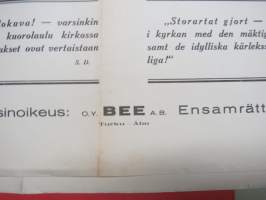 okava! — varsinkin
kuorolaulu kirkossa
ukset ovat vertaistaan
S. D.
„Storartat gjort —
i kyrkan med den mäktig
samt de idylliska kärleks
liga!"
sinoikeus: O.Y. BEE A.B. Ensamrätt
Turku - Åbo